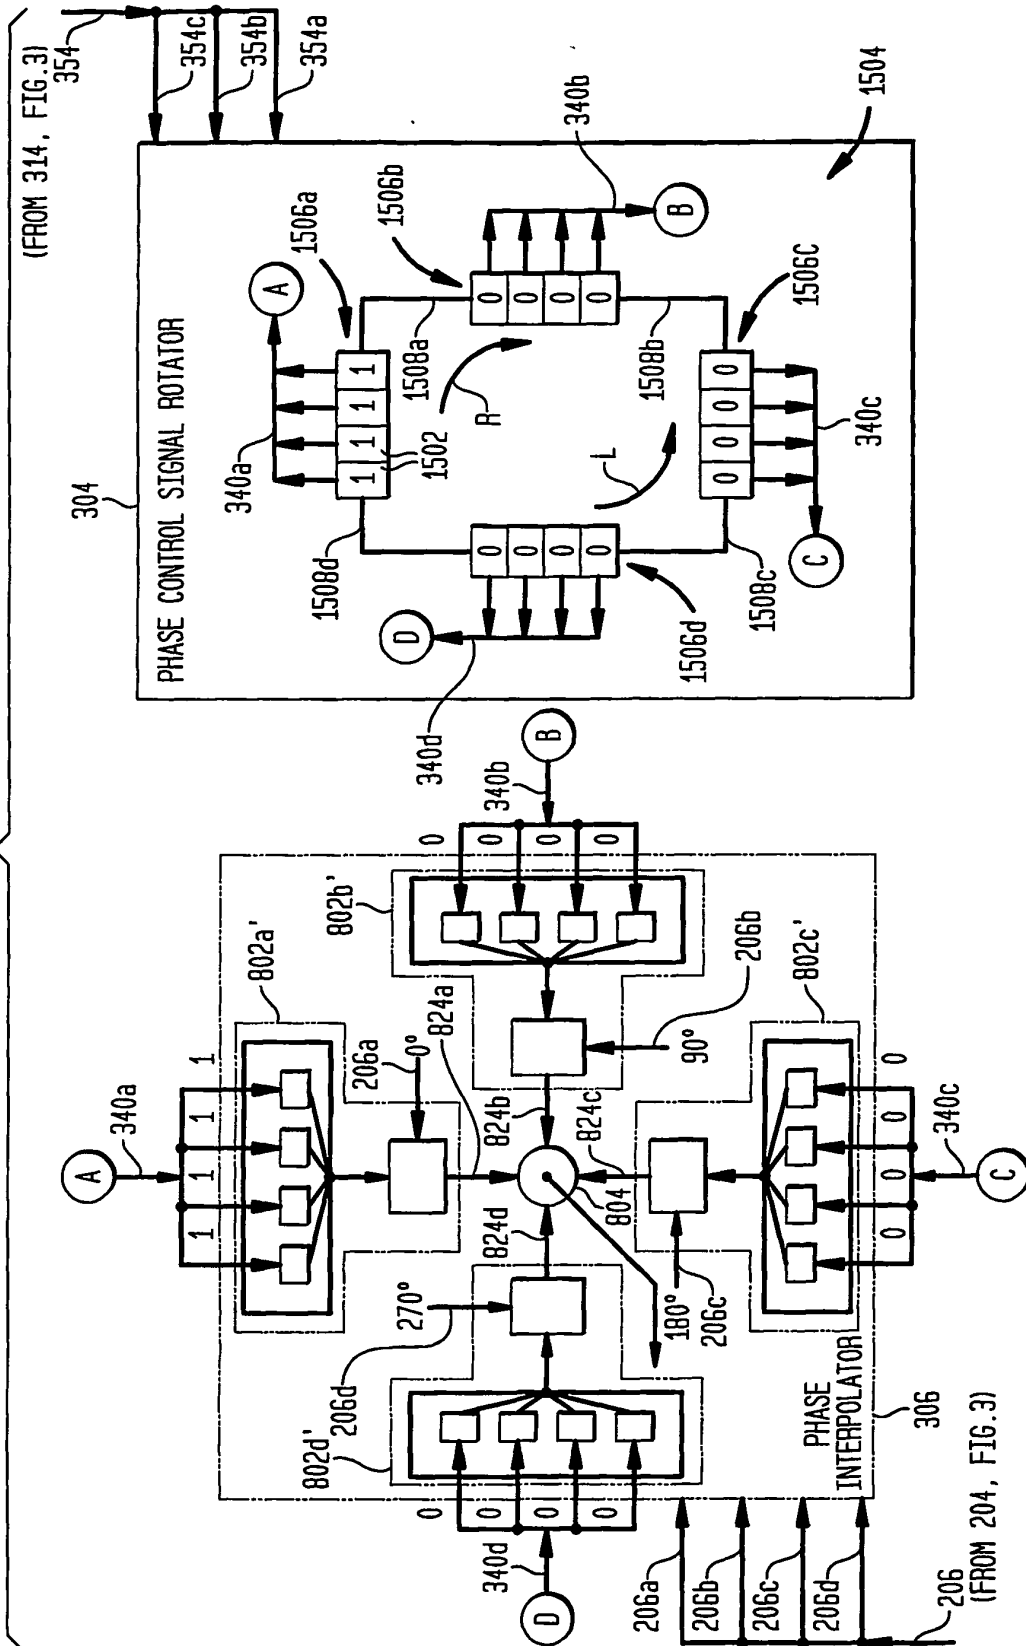 (FROM 314, FIG.3)
354
354c
354b
354a
304
PHASE CONTROL SIGNAL ROTATOR
340a
A
1506a
1 1 1 1
1502
1508d
1508a
1506b
D
340d
0
0
0
0
R
L
0
0
0
0
340b
B
1508b
1506d
1508c
0 0 0 0
1506C
C
340c
1504
A
340a
1 1 1 1
802a'
206a
0°
824a
802d'
206d
270°
824d
824b
802b'
340b
B
0
0
0
0
D
340d
0
0
0
0
804
824c
90°
206b
180°
206c
802c'
0 0 0 0
340c
C
PHASE
INTERPOLATOR
306
206a
206b
206c
206d
206
(FROM 204, FIG.3)